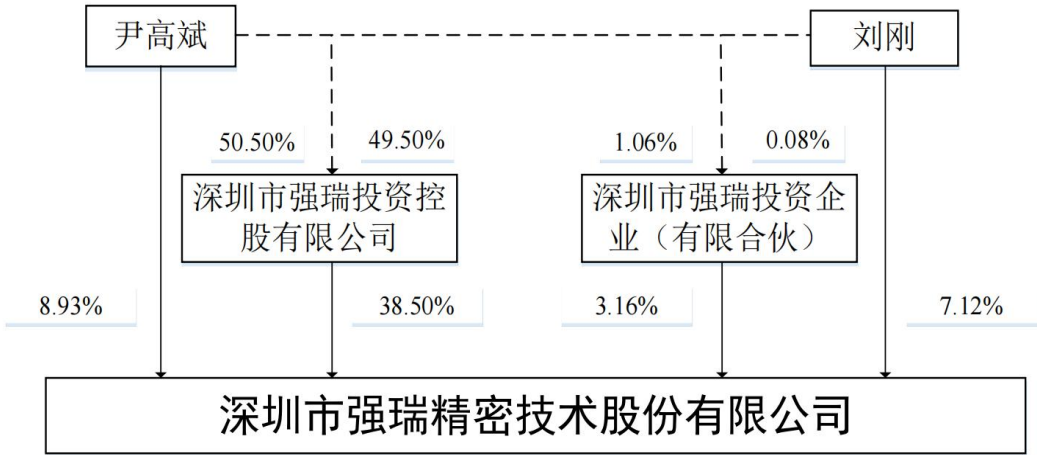 尹高斌
刘刚
50.50%
49.50%
1.06%
0.08%
深圳市强瑞投资控
股有限公司
深圳市强瑞投资企
业（有限合伙）
8.93%
38.50%
3.16%
7.12%
深圳市强瑞精密技术股份有限公司